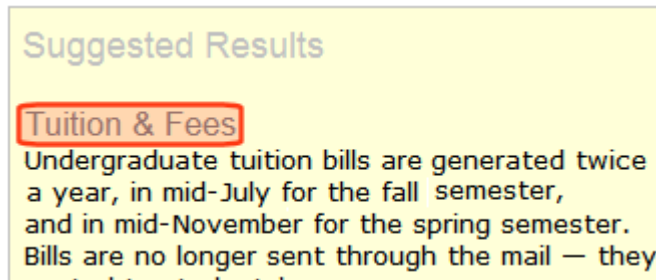 Suggested Results
Tuition & Fees
Undergraduate tuition bills are generated twice
a year, in mid-July for the fall semester,
and in mid-November for the spring semester.
Bills are no longer sent through the mail — they